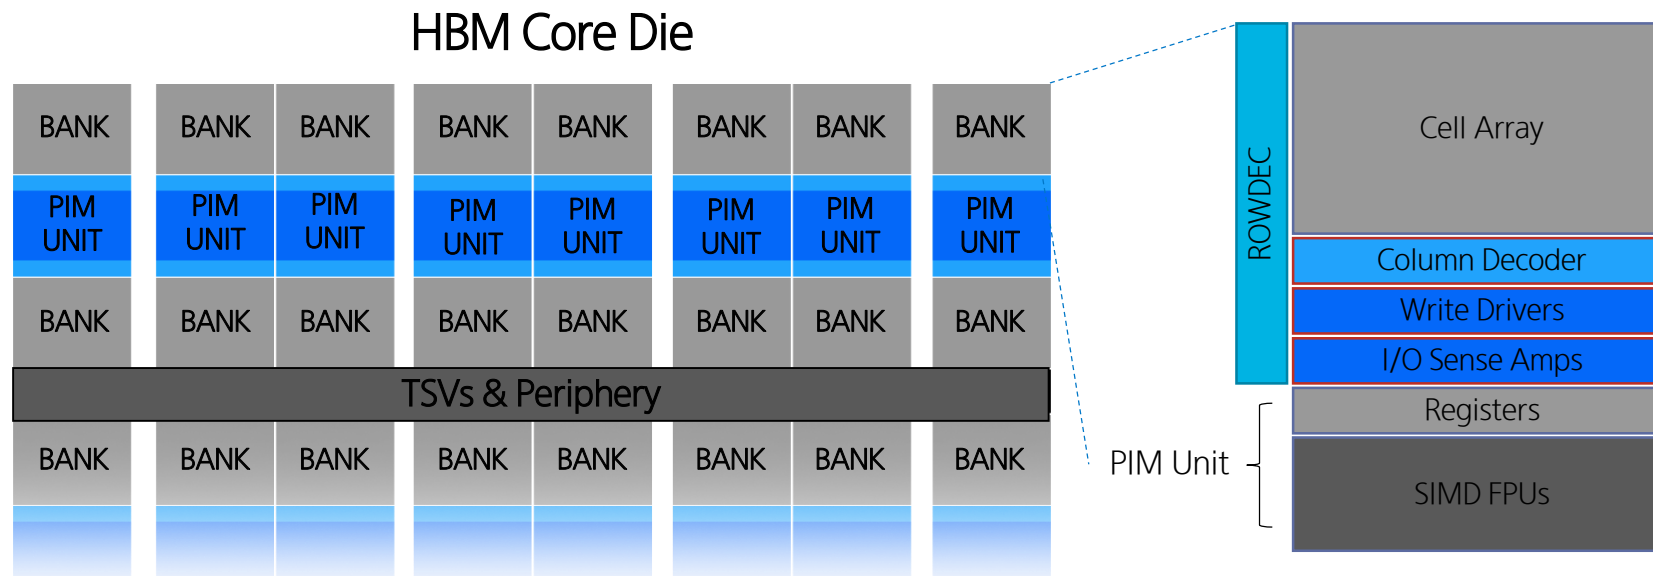 HBM Core Die
BANK BANK BANK BANK BANK BANK BANK BANK
PIM UNIT PIM UNIT PIM UNIT PIM UNIT PIM UNIT PIM UNIT PIM UNIT PIM UNIT
BANK BANK BANK BANK BANK BANK BANK BANK
TSVs & Periphery
BANK BANK BANK BANK BANK BANK BANK BANK
ROWDEC
Cell Array
Column Decoder
Write Drivers
I/O Sense Amps
Registers
SIMD FPUs
PIM Unit